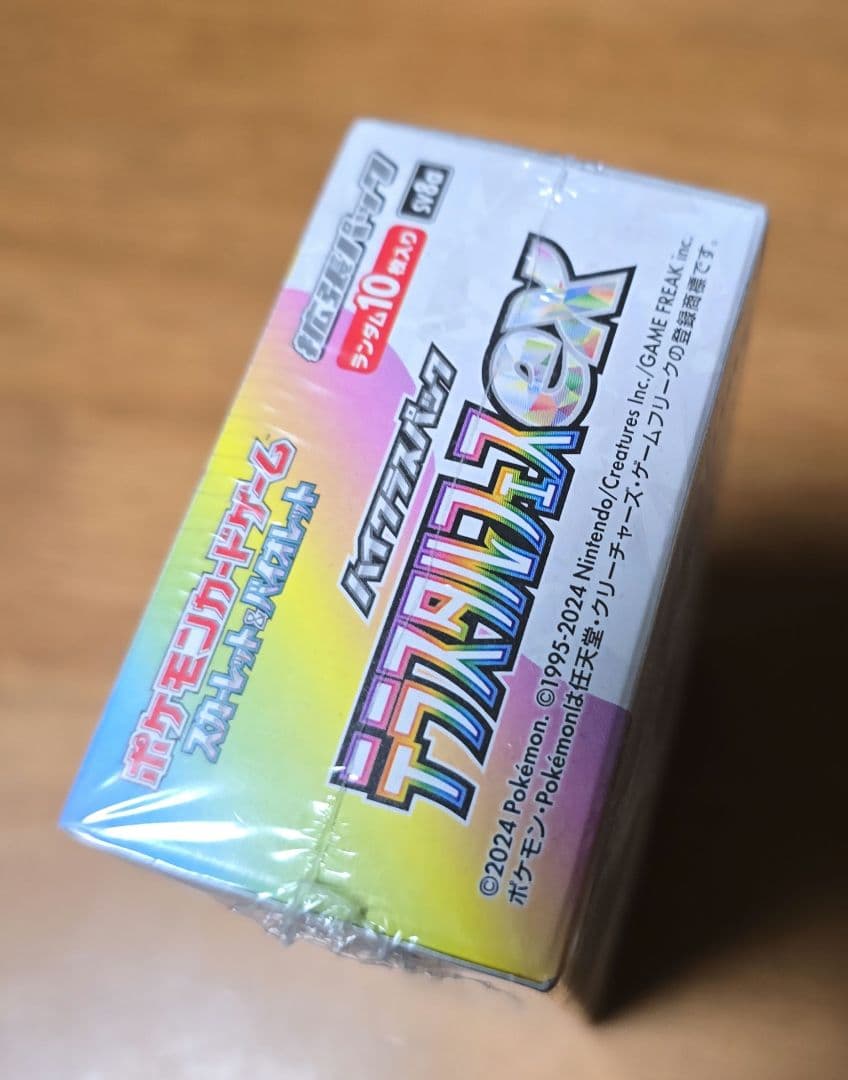 拡張パック
SV8a
ランダム10枚入り
ポケモンカードゲーム
スカーレット&バイオレット
ハイクラスパック
テラスタルフェスex
©2024 Pokémon. ©1995-2024 Nintendo/Creatures Inc./GAME FREAK inc.
ポケモン・Pokémonは任天堂・クリーチャーズ・ゲームフリークの登録商標です。